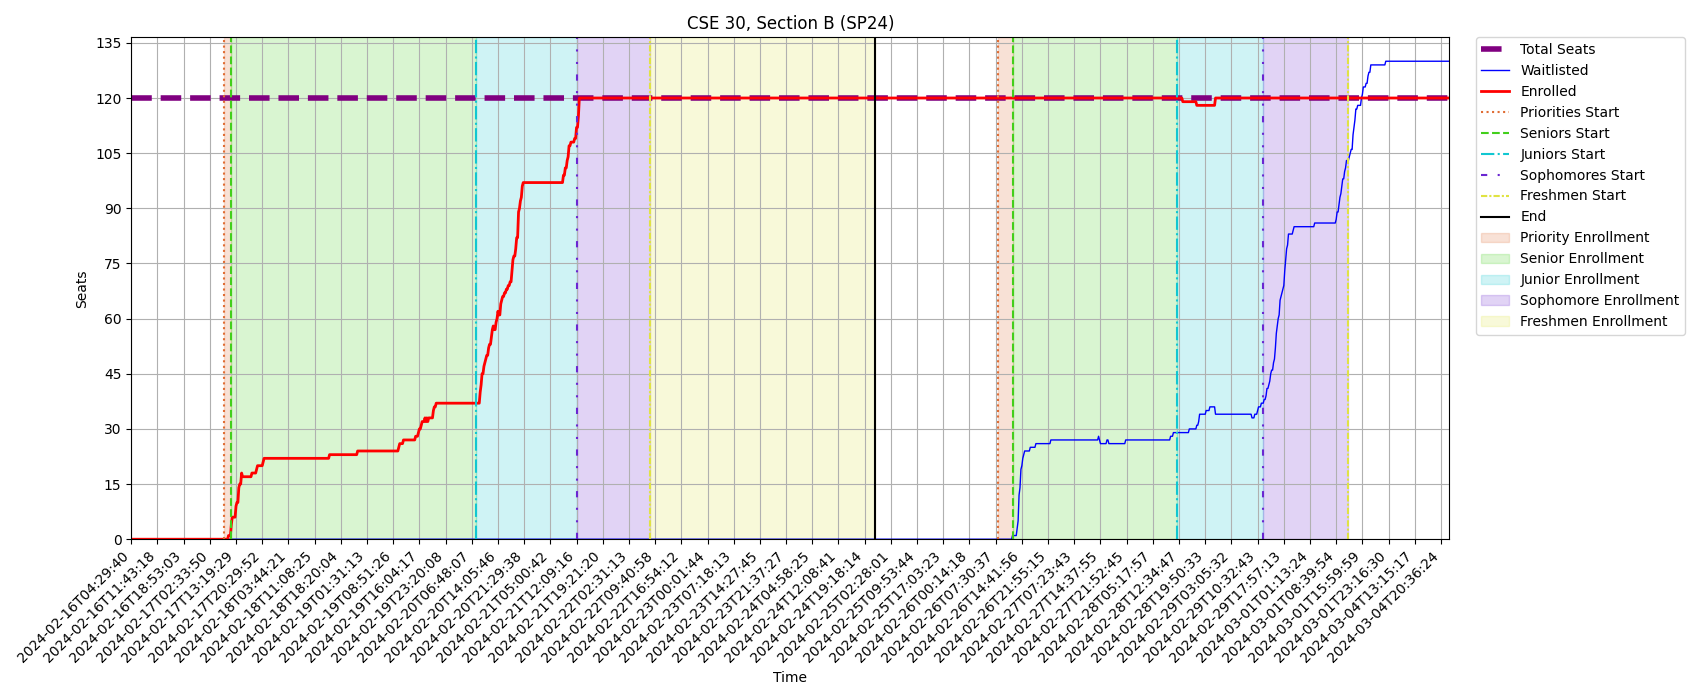 CSE 30, Section B (SP24)
Seats
135
120
105
90
75
60
45
30
15
0
2024-02-16T04:29:40
2024-02-16T11:43:18
2024-02-16T18:53:03
2024-02-17T02:33:50
2024-02-17T13:19:29
2024-02-17T20:29:52
2024-02-18T03:44:21
2024-02-18T11:08:25
2024-02-18T18:20:04
2024-02-19T01:31:13
2024-02-19T08:51:26
2024-02-19T16:04:17
2024-02-19T23:20:08
2024-02-20T06:48:07
2024-02-20T14:05:46
2024-02-20T21:29:38
2024-02-21T05:00:42
2024-02-21T12:09:16
2024-02-21T19:21:20
2024-02-22T02:31:13
2024-02-22T09:40:58
2024-02-22T16:54:12
2024-02-23T00:01:44
2024-02-23T07:18:13
2024-02-23T14:27:45
2024-02-23T21:37:27
2024-02-24T04:58:25
2024-02-24T12:08:41
2024-02-24T19:18:14
2024-02-25T02:28:01
2024-02-25T09:53:44
2024-02-25T17:03:23
2024-02-26T00:14:18
2024-02-26T07:30:37
2024-02-26T14:41:56
2024-02-26T21:55:15
2024-02-27T07:23:45
2024-02-27T14:37:55
2024-02-27T21:52:45
2024-02-28T05:17:57
2024-02-28T12:34:47
2024-02-28T19:50:33
2024-02-29T03:05:32
2024-02-29T10:32:43
2024-02-29T17:57:13
2024-03-01T01:13:24
2024-03-01T08:39:54
2024-03-01T15:59:59
2024-03-01T23:16:30
2024-03-04T13:15:17
2024-03-04T20:36:24
Time
Total Seats
Waitlisted
Enrolled
Priorities Start
Seniors Start
Juniors Start
Sophomores Start
Freshmen Start
End
Priority Enrollment
Senior Enrollment
Junior Enrollment
Sophomore Enrollment
Freshmen Enrollment